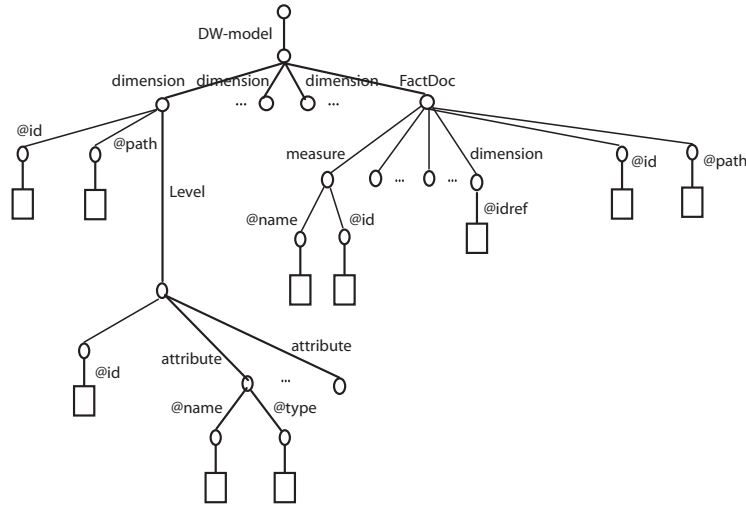 DW-model
dimension dimension dimension FactDoc
... ...
@id @path measure dimension @id @path
Level ... ...
@name @id @idref
attribute attribute
@id ...
@name @type